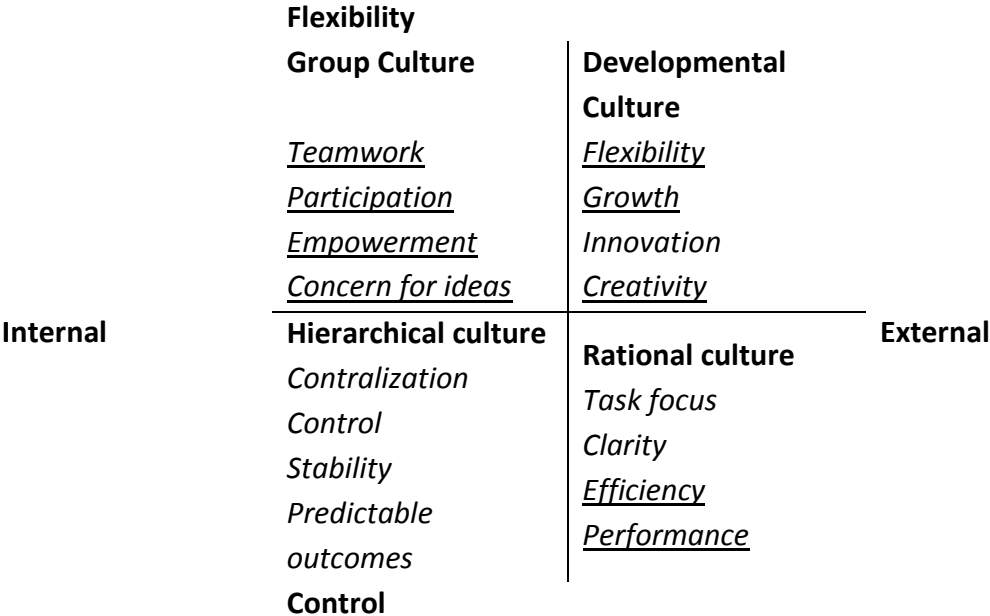 Flexibility
Group Culture
Teamwork
Participation
Empowerment
Concern for ideas
Developmental
Culture
Flexibility
Growth
Innovation
Creativity
Internal
External
Hierarchical culture
Contralization
Control
Stability
Predictable
outcomes
Rational culture
Task focus
Clarity
Efficiency
Performance
Control